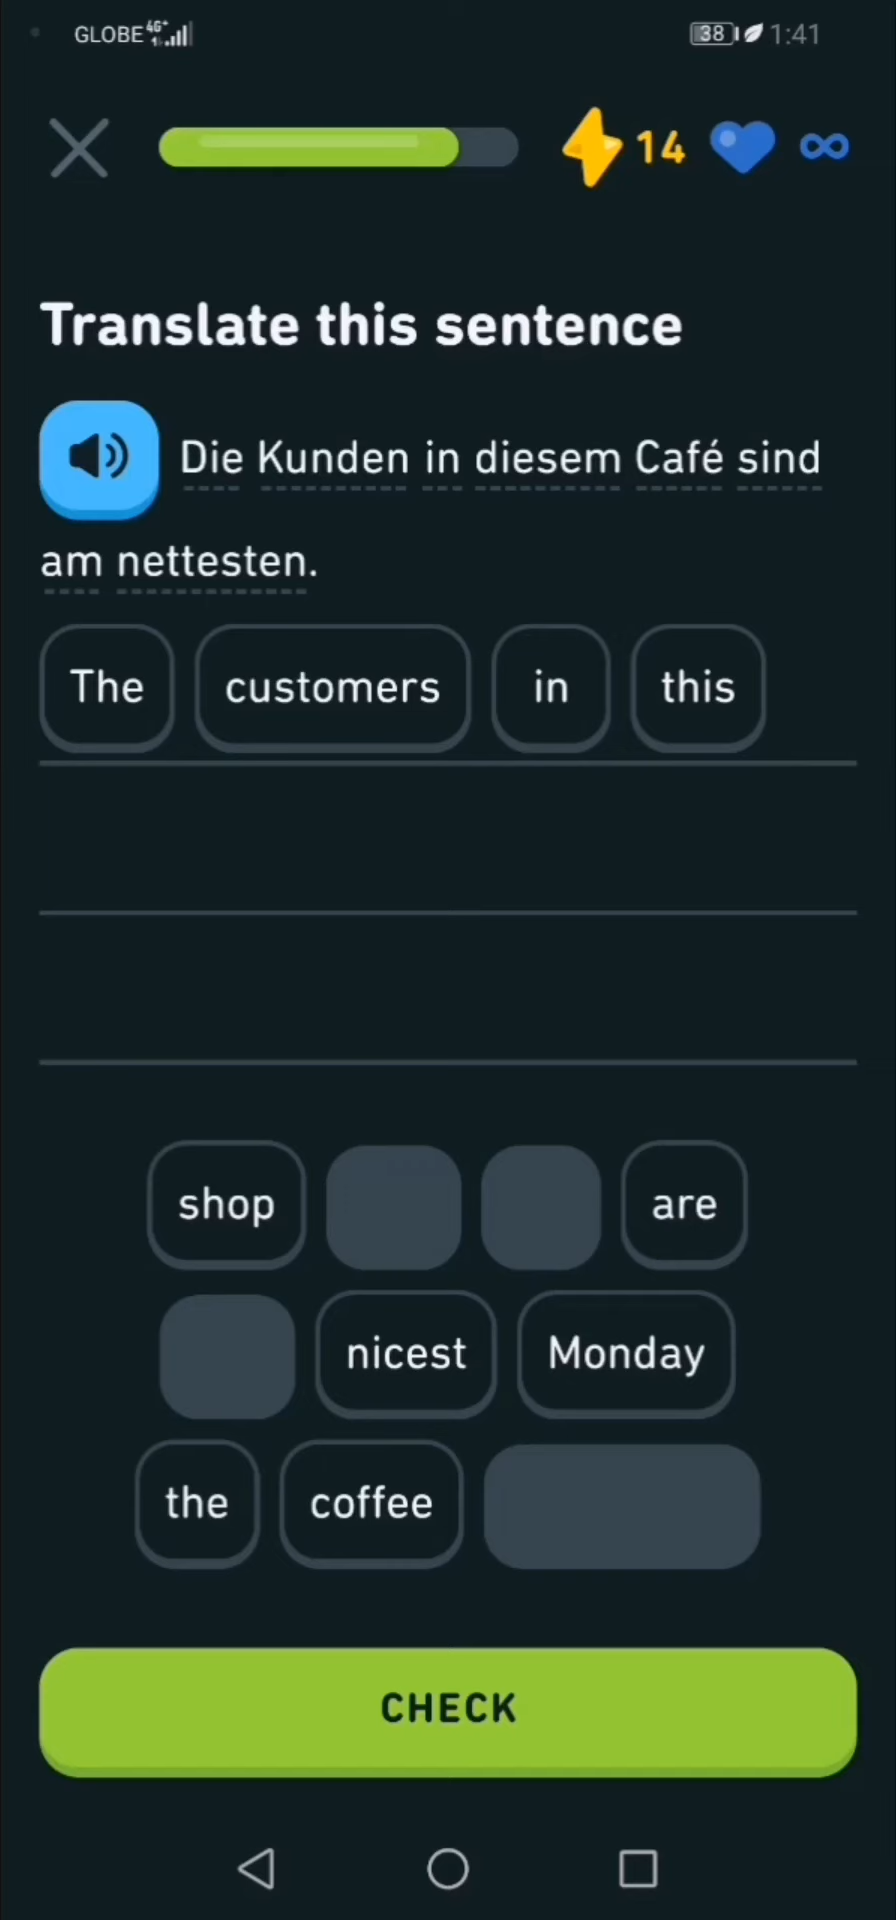 GLOBE 4G+ 38 1:41
14 ∞
Translate this sentence
Die Kunden in diesem Café sind
am nettesten.
The customers in this
shop are
nicest Monday
the coffee
CHECK